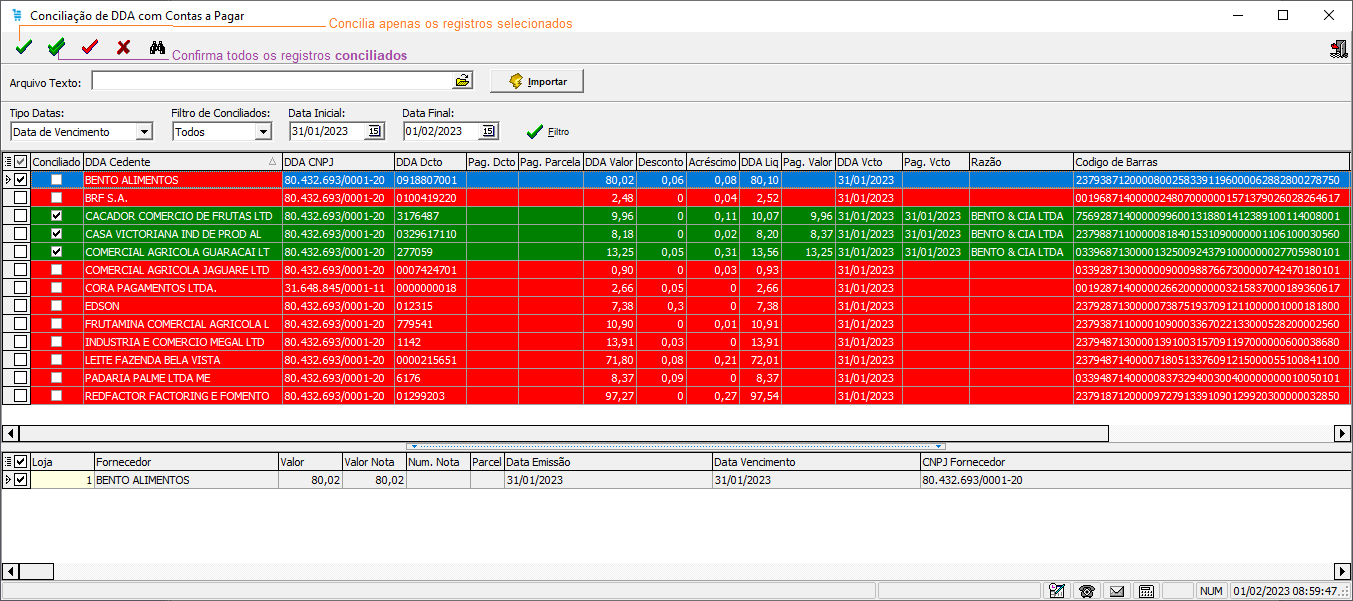 Conciliação de DDA com Contas a Pagar
Concilia apenas os registros selecionados
Confirma todos os registros conciliados
Arquivo Texto: Importar
Tipo Datas: Filtro de Conciliados: Data Inicial: Data Final:
Data de Vencimento Todos 31/01/2023 15 01/02/2023 15 Filtro
Conciliado DDA Cedente DDA CNPJ DDA Dcto Pag. Dcto Pag. Parcela DDA Valor Desconto Acréscimo DDA Liq Pag. Valor DDA Vcto Pag. Vcto Razão Codigo de Barras
BENTO ALIMENTOS 80.432.693/0001-20 0918807001 80,02 0,06 0,08 80,10 31/01/2023 23793871200008002583391196000062882800278750
BRF S.A. 80.432.693/0001-20 0100419220 2,48 0 0,04 2,52 31/01/2023 00196871400000248070000001571379026028264617
CACADOR COMERCIO DE FRUTAS LTD 80.432.693/0001-20 3176487 9,96 0 0,11 10,07 9,96 31/01/2023 31/01/2023 BENTO & CIA LTDA 75692871400000996001318801412389100114008001
CASA VICTORIANA IND DE PROD AL 80.432.693/0001-20 0329617110 8,18 0 0,02 8,20 8,37 31/01/2023 31/01/2023 BENTO & CIA LTDA 23798871100000818401531090000001106100030560
COMERCIAL AGRICOLA GUARACAI LT 80.432.693/0001-20 277059 13,25 0,05 0,31 13,56 13,25 31/01/2023 31/01/2023 BENTO & CIA LTDA 03396871300001325009243791000000027705980101
COMERCIAL AGRICOLA JAGUARE LTD 80.432.693/0001-20 0007424701 0,90 0 0,03 0,93 31/01/2023 03392871300000090009887667300000742470180101
CORA PAGAMENTOS LTDA. 31.648.845/0001-11 0000000018 2,66 0,05 0 2,66 31/01/2023 00192871400000266200000003215837000189360617
EDSON 80.432.693/0001-20 012315 7,38 0,3 0 7,38 31/01/2023 23792871300000738751937091211000001000181800
FRUTAMINA COMERCIAL AGRICOLA L 80.432.693/0001-20 779541 10,90 0 0,01 10,91 31/01/2023 23793871100001090003367022133000528200002560
INDUSTRIA E COMERCIO MEGAL LTD 80.432.693/0001-20 1142 13,91 0,03 0 13,91 31/01/2023 23794871300001391003157091197000000600038680
LEITE FAZENDA BELA VISTA 80.432.693/0001-20 0000215651 71,80 0,08 0,21 72,01 31/01/2023 23794871400007180513376091215000055100841100
PADARIA PALME LTDA ME 80.432.693/0001-20 6176 8,37 0,09 0 8,37 31/01/2023 03394871400000837329400300400000000010050101
REDFACTOR FACTORING E FOMENTO 80.432.693/0001-20 01299203 97,27 0 0,27 97,54 31/01/2023 23791871200009727913391090129920300000032850
Loja Fornecedor Valor Valor Nota Num. Nota Parcel Data Emissão Data Vencimento CNPJ Fornecedor
1 BENTO ALIMENTOS 80,02 80,02 31/01/2023 31/01/2023 80.432.693/0001-20
NUM 01/02/2023 08:59:47